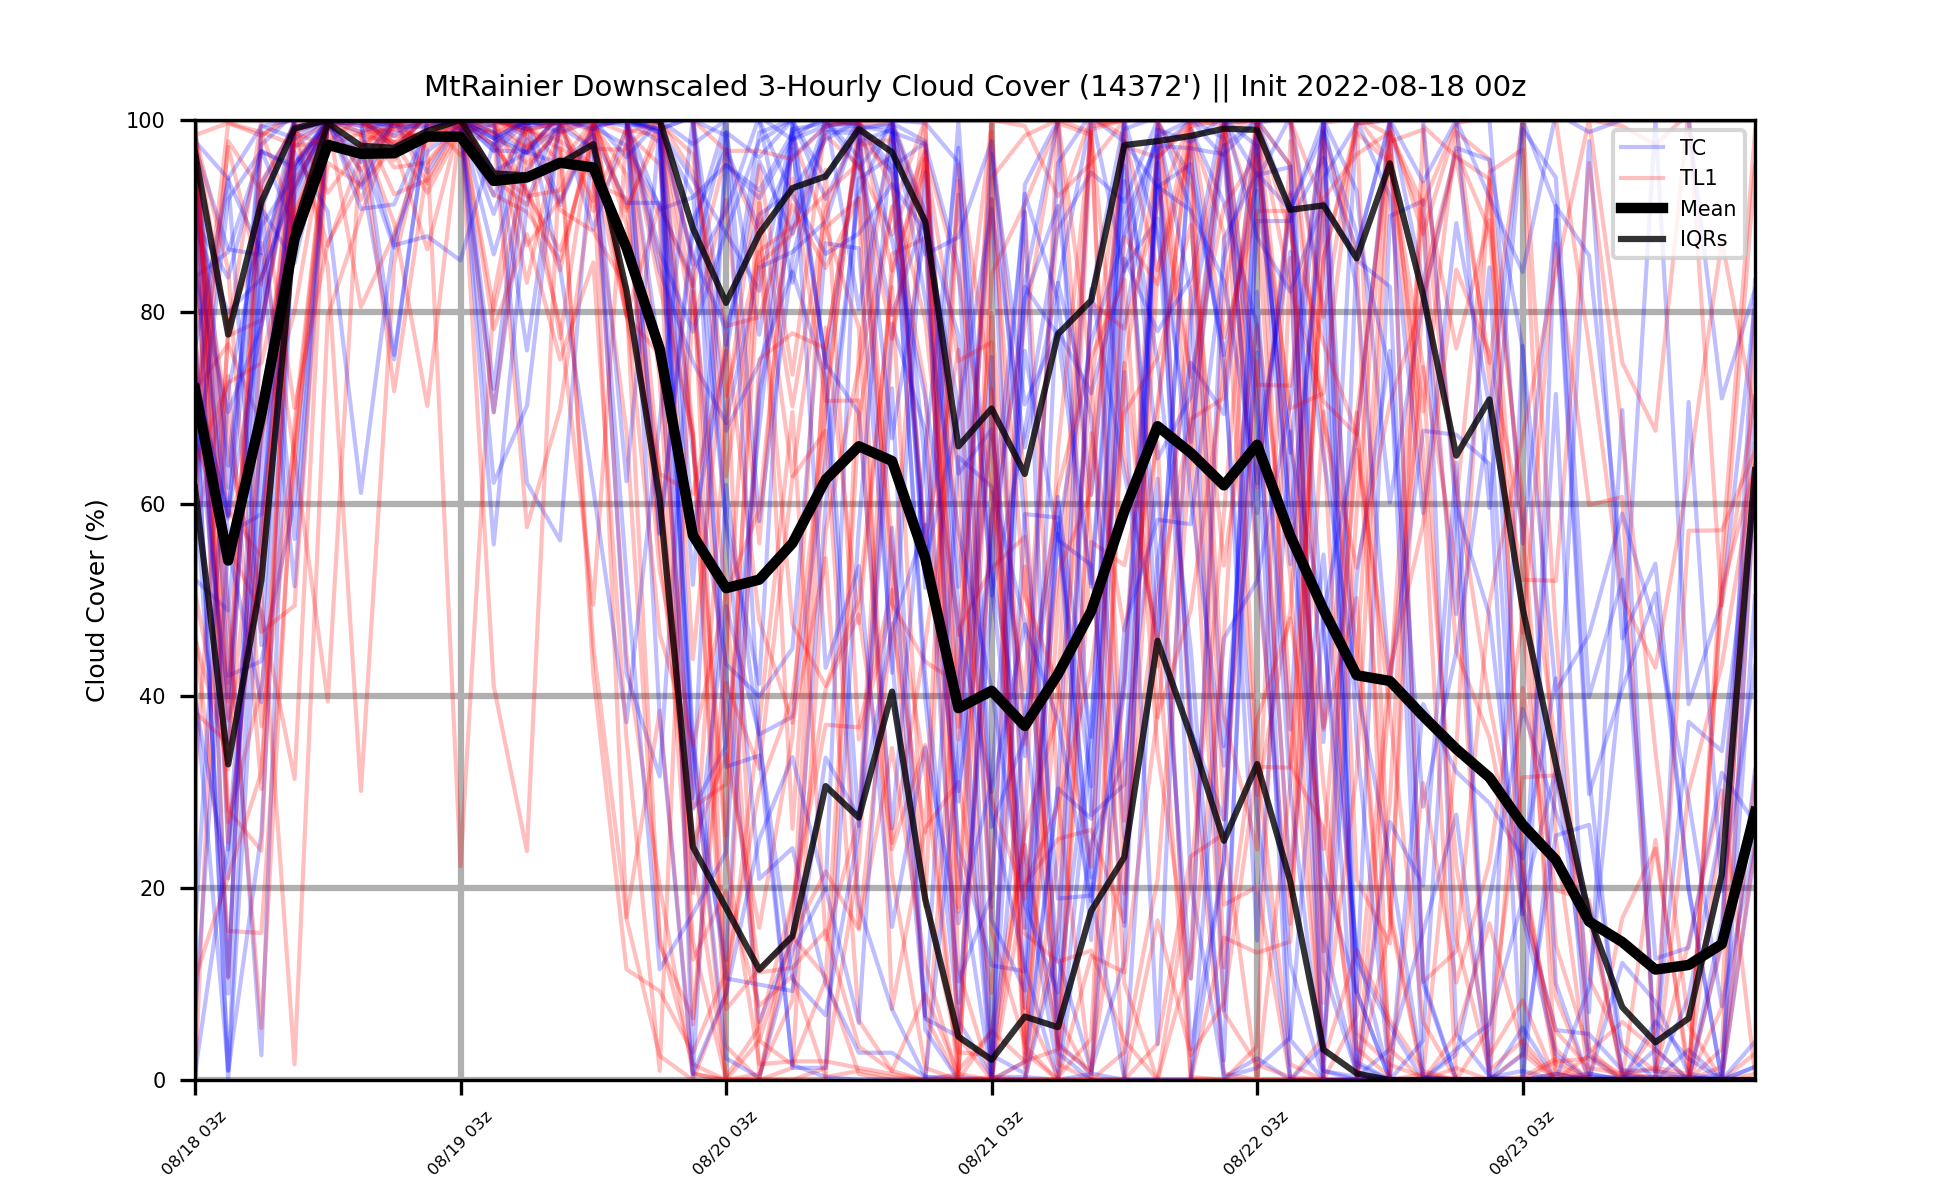 MtRainier Downscaled 3-Hourly Cloud Cover (14372') || Init 2022-08-18 00z
Cloud Cover (%)
100
80
60
40
20
0
TC
TL1
Mean
IQRs
08/18 03z
08/19 03z
08/20 03z
08/21 03z
08/22 03z
08/23 03z